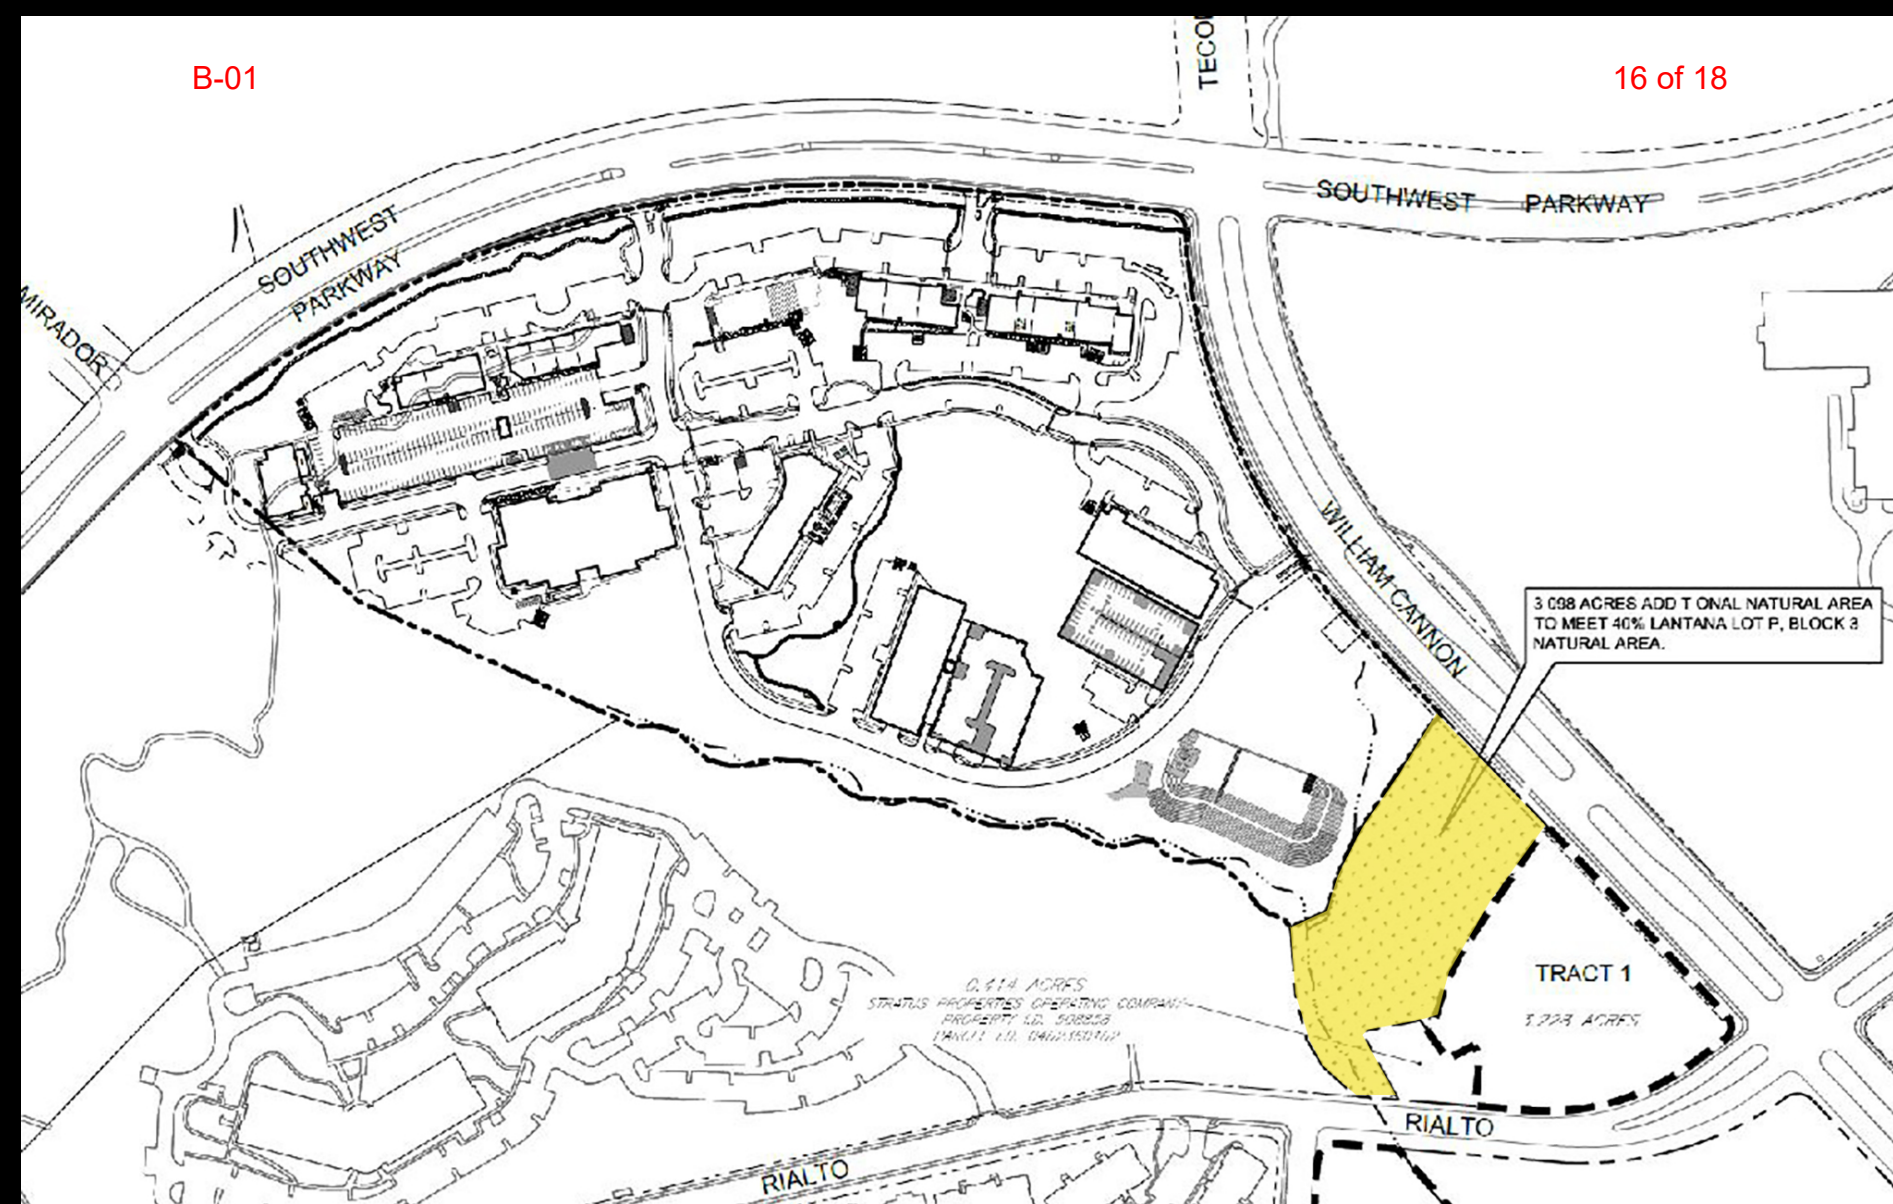 B-01
16 of 18
TECO
SOUTHWEST PARKWAY
SOUTHWEST
PARKWAY
MIRADOR
WILLIAM CANNON
3.098 ACRES ADD T ONAL NATURAL AREA
TO MEET 40% LANTANA LOT P, BLOCK 3
NATURAL AREA.
TRACT 1
ACRES
0.414 ACRES
STRATUS PROPERTIES OPERATING COMPANY
PROPERTY I.D.
RIALTO
RIALTO